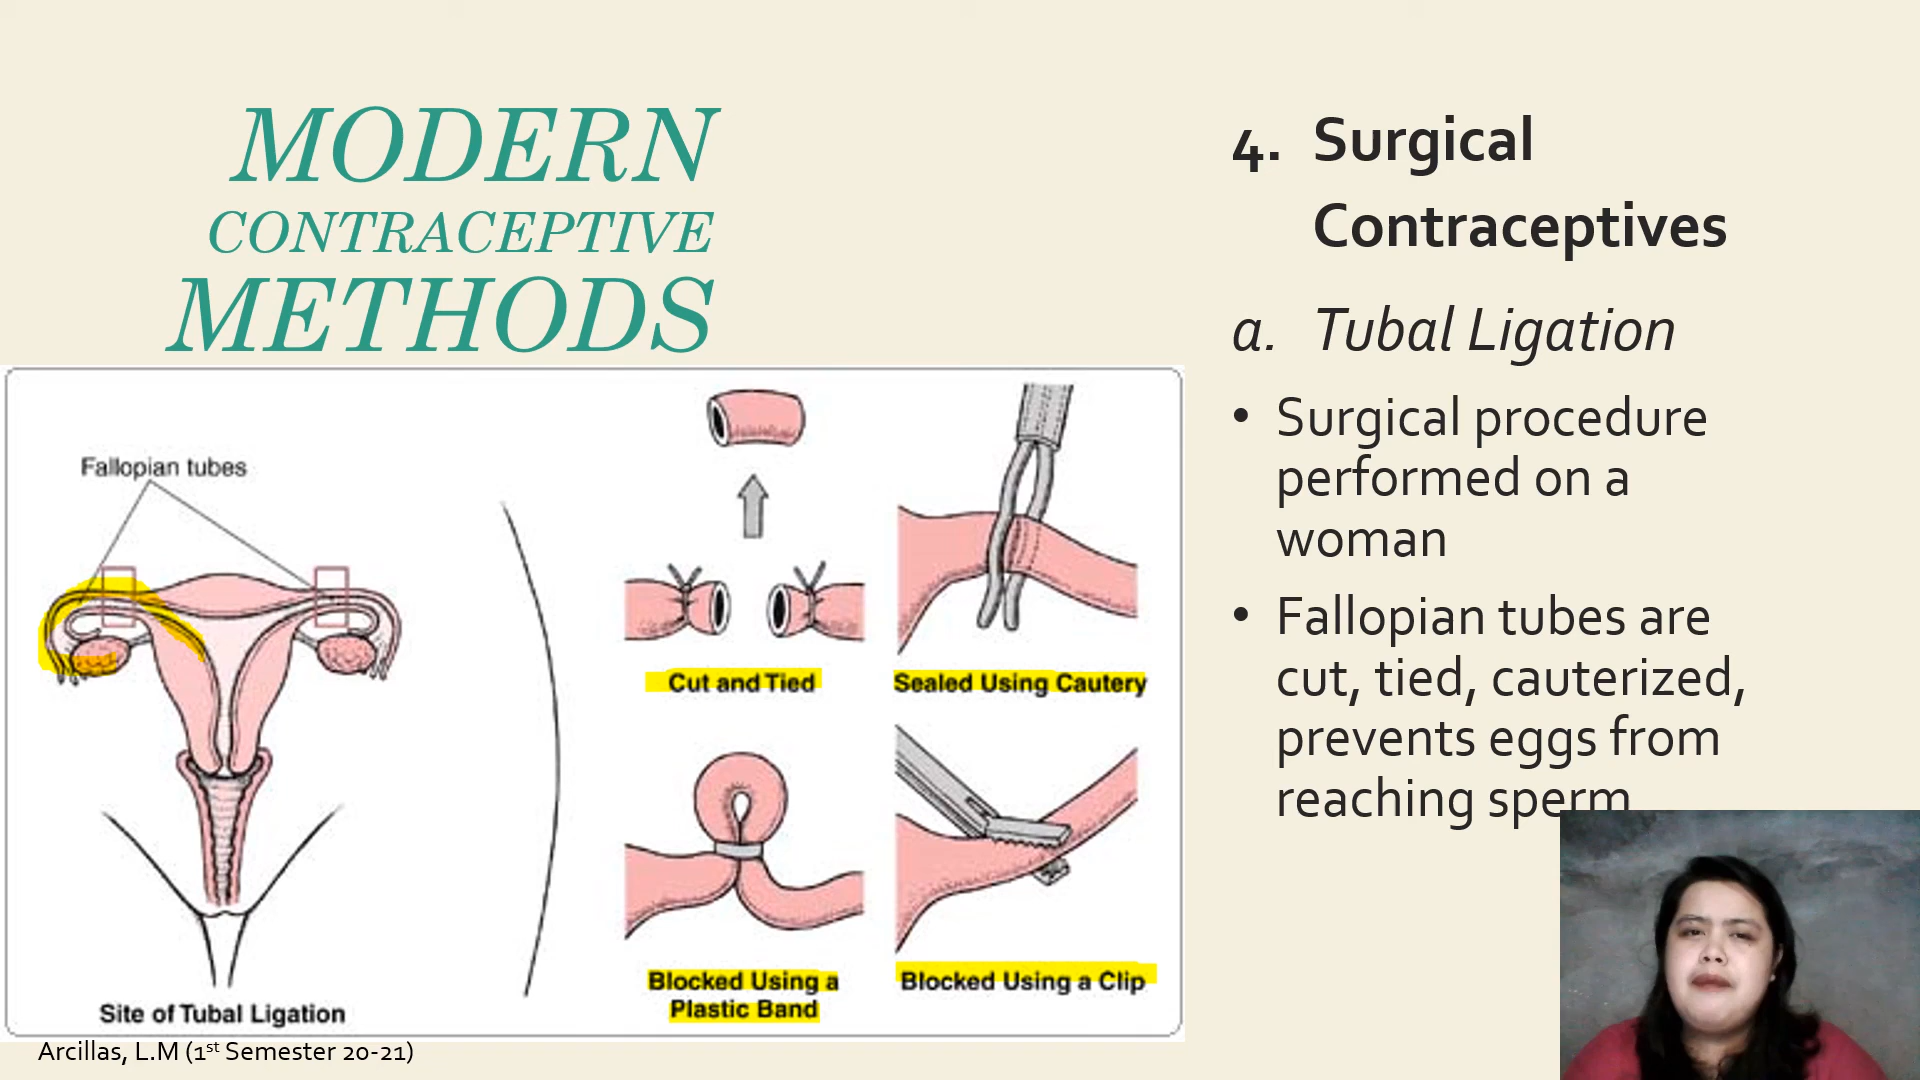 MODERN
CONTRACEPTIVE
METHODS
4. Surgical
Contraceptives
a. Tubal Ligation
• Surgical procedure
performed on a
woman
• Fallopian tubes are
cut, tied, cauterized,
prevents eggs from
reaching sperm
Fallopian tubes
Site of Tubal Ligation
Cut and Tied
Sealed Using Cautery
Blocked Using a
Plastic Band
Blocked Using a Clip
Arcillas, L.M (1st Semester 20-21)